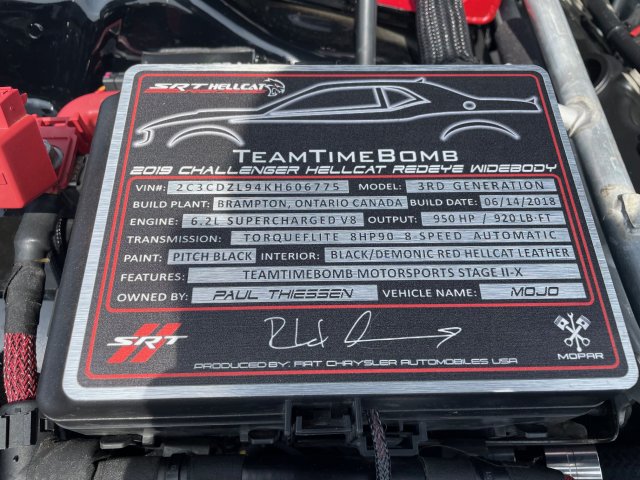 SRT HELLCAT
TEAMTIMEBOMB
2019 CHALLENGER HELLCAT REDEYE WIDEBODY
VIN#: 2C3CDZL94KH606775 MODEL: 3RD GENERATION
BUILD PLANT: BRAMPTON, ONTARIO CANADA BUILD DATE: 06/14/2018
ENGINE: 6.2L SUPERCHARGED V8 OUTPUT: 950 HP / 920 LB-FT
TRANSMISSION: TORQUEFLITE 8HP90 8-SPEED AUTOMATIC
PAINT: PITCH BLACK INTERIOR: BLACK/DEMONIC RED HELLCAT LEATHER
FEATURES: TEAMTIMEBOMB MOTORSPORTS STAGE II-X
OWNED BY: PAUL THIESSEN VEHICLE NAME: MOJO
SRT MOPAR
PRODUCED BY: FIAT CHRYSLER AUTOMOBILES USA